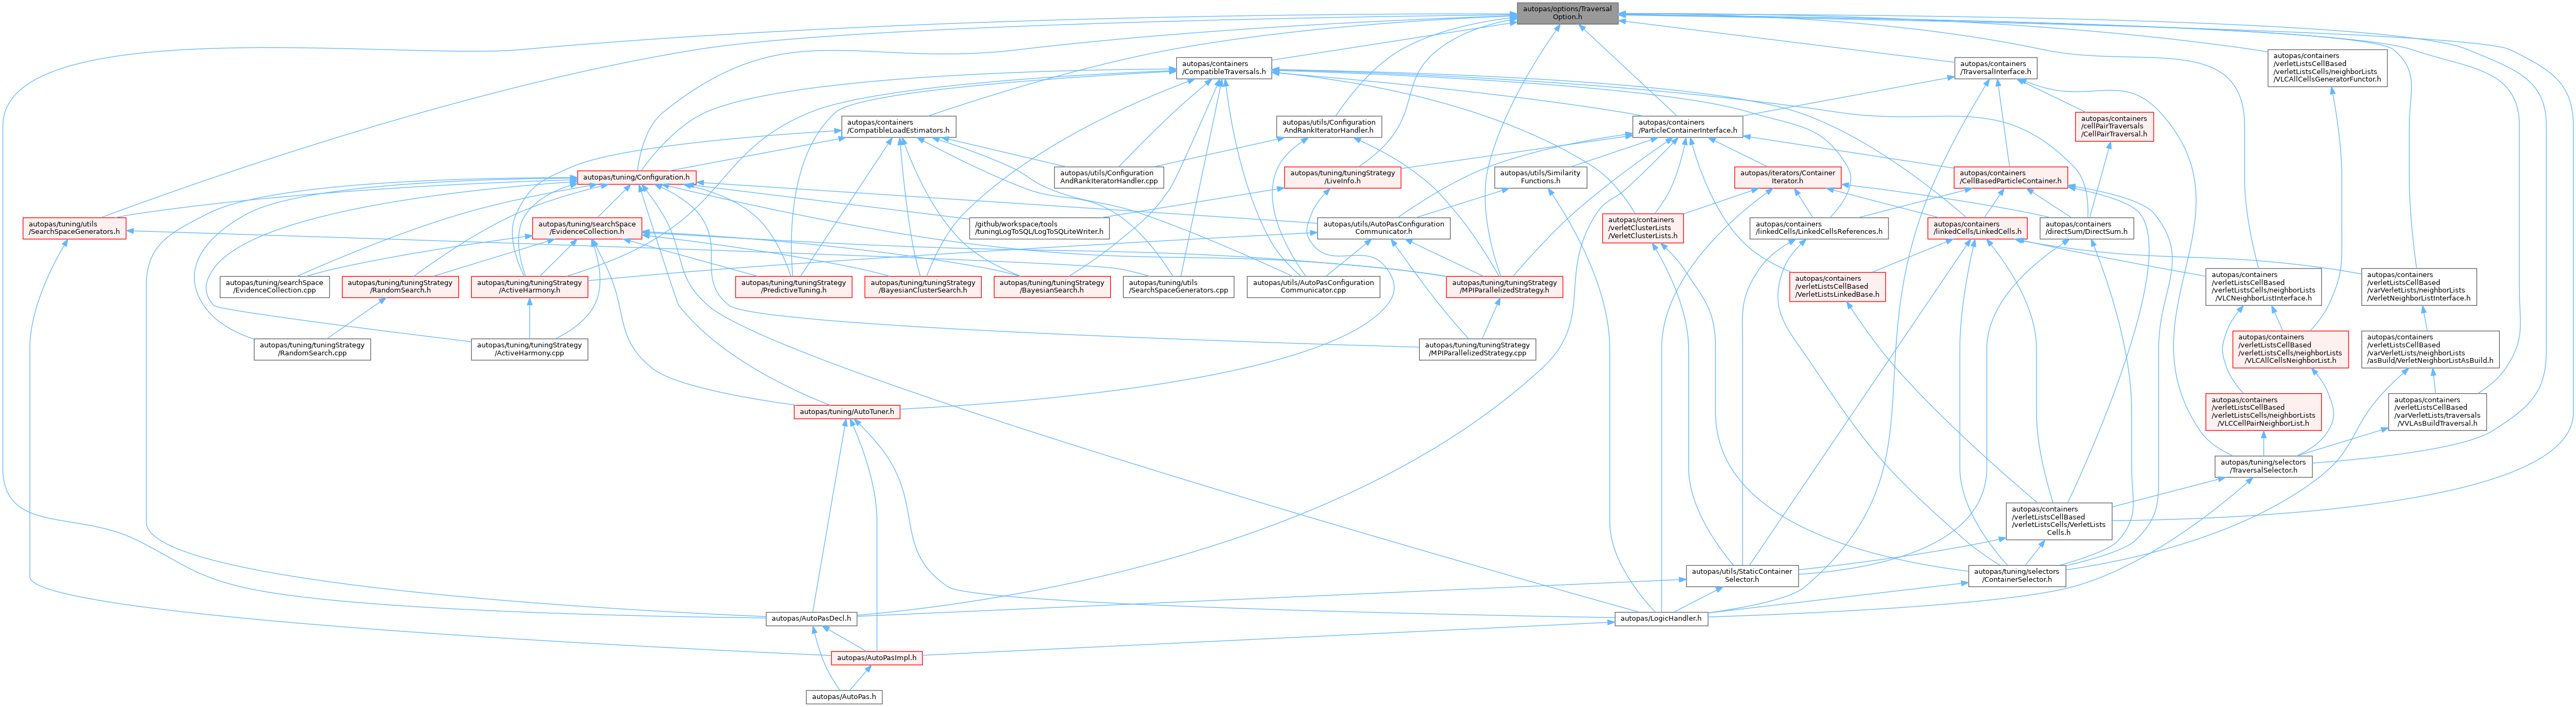 autopas/options/Traversal
Option.h
autopas/containers
/verletListsCellBased
/verletListsCells/neighborLists
/VLCAllCellsGeneratorFunctor.h
autopas/containers
/CompatibleTraversals.h
autopas/containers
/TraversalInterface.h
autopas/containers
/CompatibleLoadEstimators.h
autopas/utils/Configuration
AndRankIteratorHandler.h
autopas/containers
/ParticleContainerInterface.h
autopas/containers
/cellPairTraversals
/CellPairTraversal.h
autopas/tuning/Configuration.h
autopas/utils/Configuration
AndRankIteratorHandler.cpp
autopas/tuning/tuningStrategy
/LiveInfo.h
autopas/utils/Similarity
Functions.h
autopas/iterators/Container
Iterator.h
autopas/containers
/CellBasedParticleContainer.h
autopas/tuning/utils
/SearchSpaceGenerators.h
autopas/tuning/searchSpace
/EvidenceCollection.h
/github/workspace/tools
/tuningLogToSQL/tuningLogToSQLiteWriter.h
autopas/utils/AutoPasConfiguration
Communicator.h
autopas/containers
/verletClusterLists
/VerletClusterLists.h
autopas/containers
/linkedCells/LinkedCellsReferences.h
autopas/containers
/linkedCells/LinkedCells.h
autopas/containers
/directSum/DirectSum.h
autopas/tuning/searchSpace
/EvidenceCollection.cpp
autopas/tuning/tuningStrategy
/RandomSearch.h
autopas/tuning/tuningStrategy
/ActiveHarmony.h
autopas/tuning/tuningStrategy
/PredictiveTuning.h
autopas/tuning/tuningStrategy
/BayesianClusterSearch.h
autopas/tuning/tuningStrategy
/BayesianSearch.h
autopas/tuning/utils
/SearchSpaceGenerators.cpp
autopas/utils/AutoPasConfiguration
Communicator.cpp
autopas/tuning/tuningStrategy
/MPIParallelizedStrategy.h
autopas/containers
/verletListsCellBased
/VerletListsLinkedBase.h
autopas/containers
/verletListsCellBased
/verletListsCells/neighborLists
/VLCNeighborListInterface.h
autopas/containers
/verletListsCellBased
/varVerletLists/neighborLists
/VerletNeighborListInterface.h
autopas/tuning/tuningStrategy
/RandomSearch.cpp
autopas/tuning/tuningStrategy
/ActiveHarmony.cpp
autopas/tuning/tuningStrategy
/MPIParallelizedStrategy.cpp
autopas/containers
/verletListsCellBased
/verletListsCells/neighborLists
/VLCAllCellsNeighborList.h
autopas/containers
/verletListsCellBased
/varVerletLists/neighborLists
/asBuild/VerletNeighborListAsBuild.h
autopas/tuning/AutoTuner.h
autopas/containers
/verletListsCellBased
/verletListsCells/neighborLists
/VLCCellPairNeighborList.h
autopas/containers
/verletListsCellBased
/varVerletLists/traversals
/VVLAsBuildTraversal.h
autopas/tuning/selectors
/TraversalSelector.h
autopas/containers
/verletListsCellBased
/verletListsCells/VerletLists
Cells.h
autopas/utils/StaticContainer
Selector.h
autopas/tuning/selectors
/ContainerSelector.h
autopas/AutoPasDecl.h
autopas/LogicHandler.h
autopas/AutoPasImpl.h
autopas/AutoPas.h